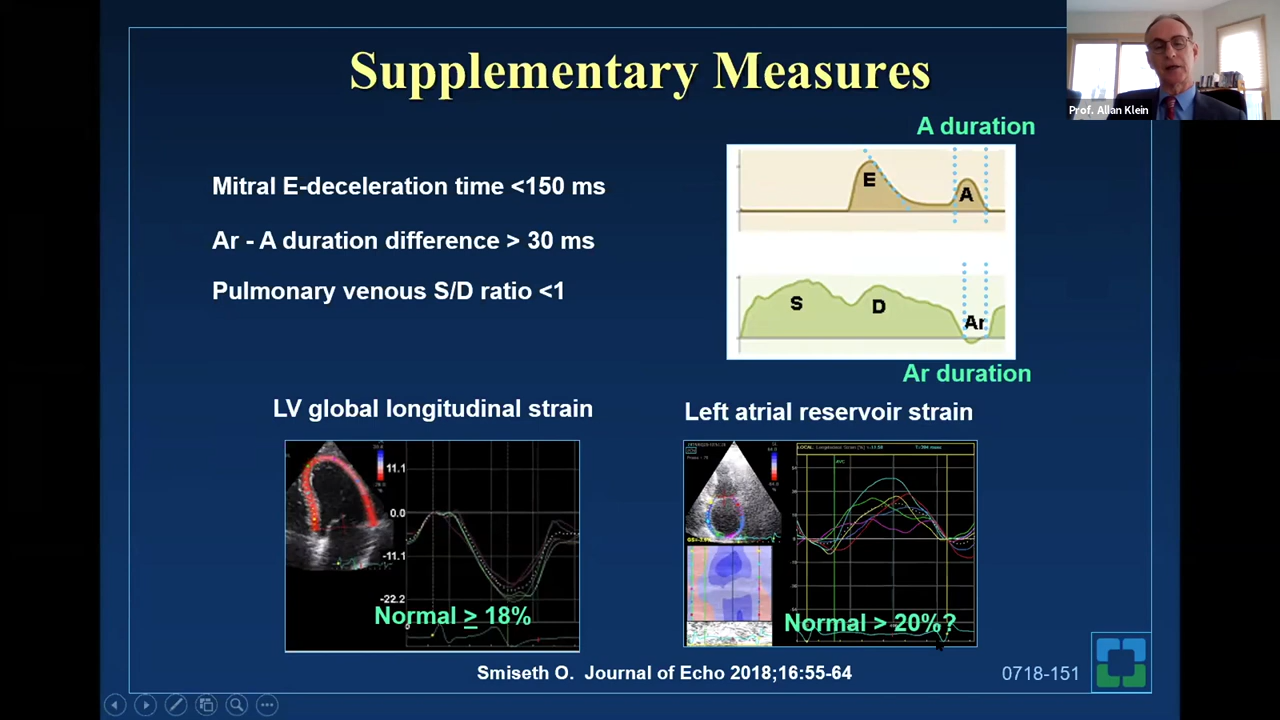 Supplementary Measures
Prof. Allan Klein
A duration
Mitral E-deceleration time <150 ms
Ar - A duration difference > 30 ms
Pulmonary venous S/D ratio <1
E
A
S
D
Ar
Ar duration
LV global longitudinal strain
Left atrial reservoir strain
11.1
0.0
-11.1
-22.2
Normal ≥ 18%
AVC
Normal > 20%?
Smiseth O. Journal of Echo 2018;16:55-64
0718-151